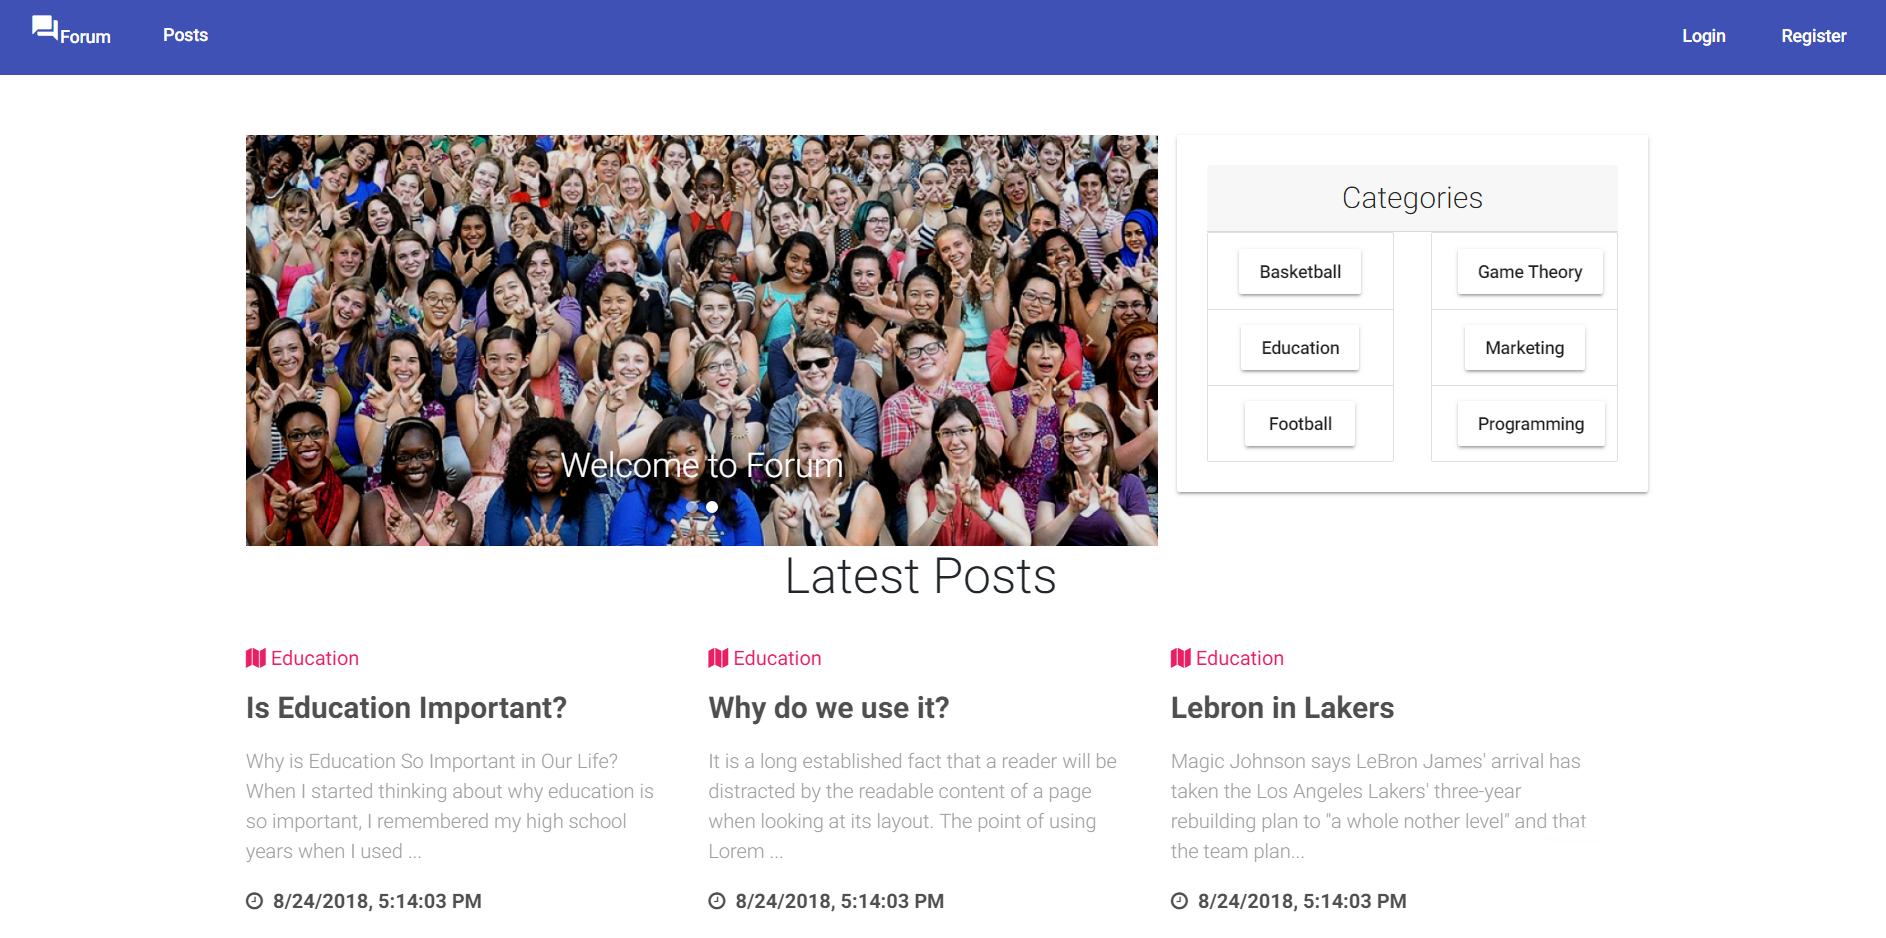 Forum
Posts
Login
Register
Welcome to Forum
Categories
Basketball
Game Theory
Education
Marketing
Football
Programming
Latest Posts
Education
Is Education Important?
Why is Education So Important in Our Life?
When I started thinking about why education is
so important, I remembered my high school
years when I used ...
8/24/2018, 5:14:03 PM
Education
Why do we use it?
It is a long established fact that a reader will be
distracted by the readable content of a page
when looking at its layout. The point of using
Lorem ...
8/24/2018, 5:14:03 PM
Education
Lebron in Lakers
Magic Johnson says LeBron James' arrival has
taken the Los Angeles Lakers' three-year
rebuilding plan to "a whole nother level" and that
the team plan...
8/24/2018, 5:14:03 PM